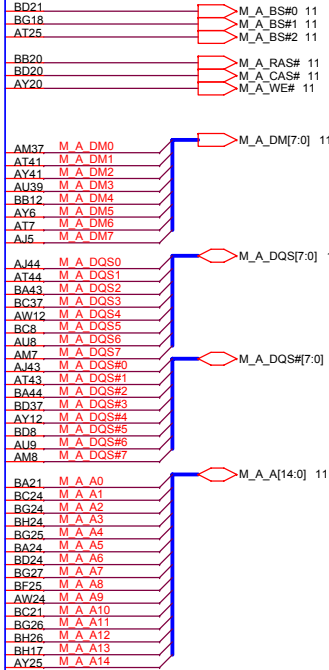 BD21 M_A_BS#0 11
BG18 M_A_BS#1 11
AT25 M_A_BS#2 11
BB20 M_A_RAS# 11
BD20 M_A_CAS# 11
AY20 M_A_WE# 11
M_A_DM[7:0] 11
AM37 M_A_DM0
AT41 M_A_DM1
AY41 M_A_DM2
AU39 M_A_DM3
BB12 M_A_DM4
AY6 M_A_DM5
AT7 M_A_DM6
AJ5 M_A_DM7
M_A_DQS[7:0]
AJ44 M_A_DQS0
AT44 M_A_DQS1
BA43 M_A_DQS2
BC37 M_A_DQS3
AW12 M_A_DQS4
BC8 M_A_DQS5
AU8 M_A_DQS6
AM7 M_A_DQS7
M_A_DQS#[7:0]
AJ43 M_A_DQS#0
AT43 M_A_DQS#1
BA44 M_A_DQS#2
BD37 M_A_DQS#3
AY12 M_A_DQS#4
BD8 M_A_DQS#5
AU9 M_A_DQS#6
AM8 M_A_DQS#7
M_A_A[14:0] 11
BA21 M_A_A0
BC24 M_A_A1
BG24 M_A_A2
BH24 M_A_A3
BG25 M_A_A4
BA24 M_A_A5
BD24 M_A_A6
BG27 M_A_A7
BF25 M_A_A8
AW24 M_A_A9
BC21 M_A_A10
BG26 M_A_A11
BH26 M_A_A12
BH17 M_A_A13
AY25 M_A_A14